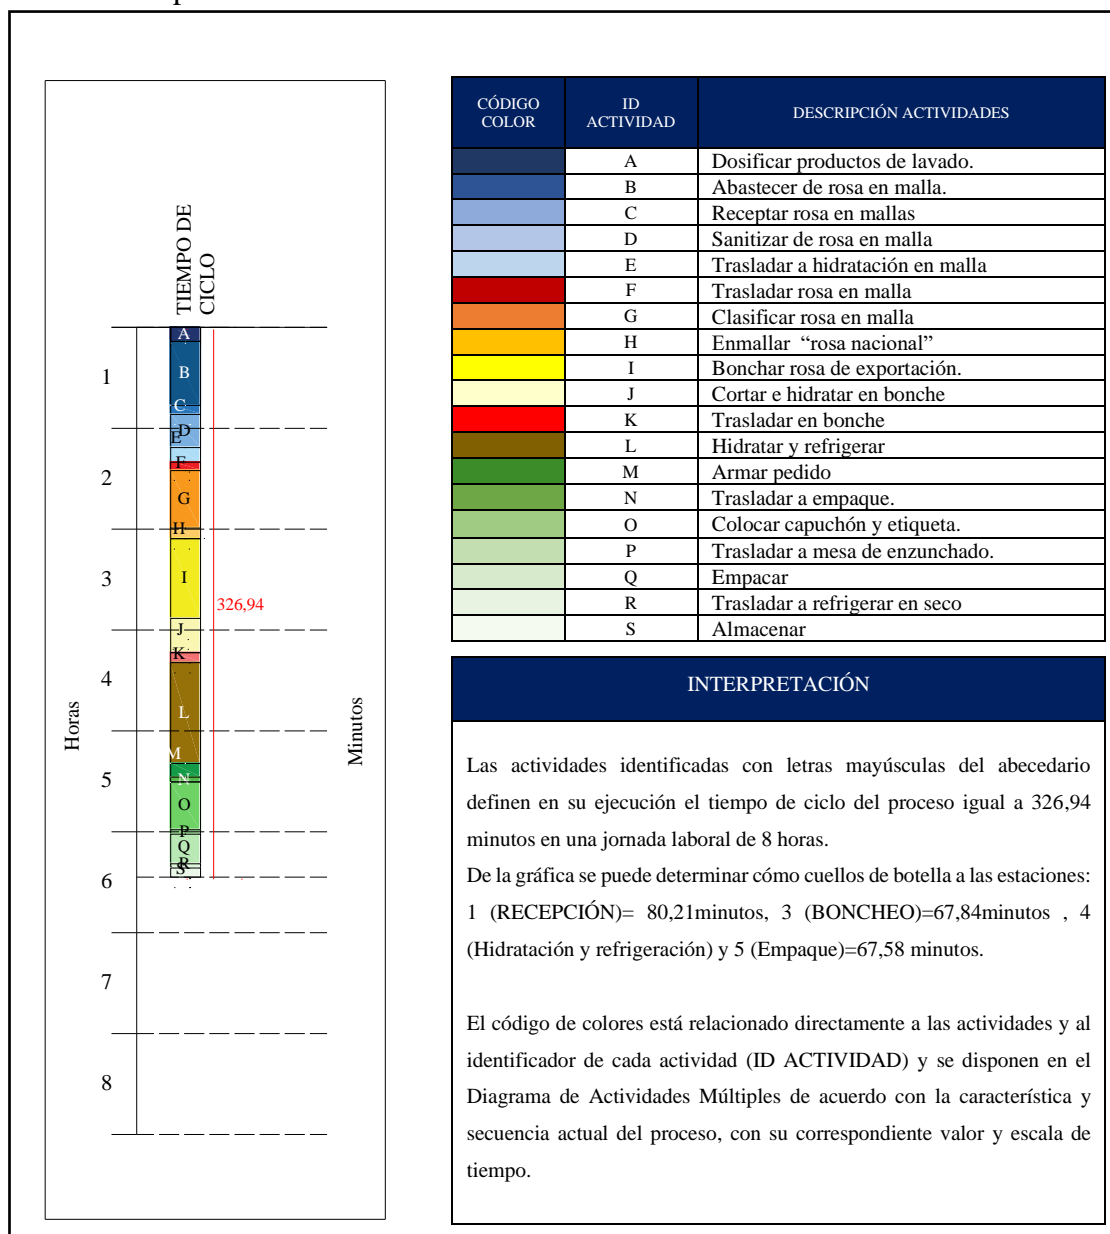 TIEMPO DE
CICLO
A
1
B
C
D
E
F
2
G
H
3
I
326,94
J
K
4
L
Horas
Minutos
M
5
N
O
P
Q
R
S
6
7
8
CÓDIGO COLOR ID ACTIVIDAD DESCRIPCIÓN ACTIVIDADES
A Dosificar productos de lavado.
B Abastecer de rosa en malla.
C Receptar rosa en mallas
D Sanitizar de rosa en malla
E Trasladar a hidratación en malla
F Trasladar rosa en malla
G Clasificar rosa en malla
H Enmallar “rosa nacional”
I Bonchar rosa de exportación.
J Cortar e hidratar en bonche
K Trasladar en bonche
L Hidratar y refrigerar
M Armar pedido
N Trasladar a empaque.
O Colocar capuchón y etiqueta.
P Trasladar a mesa de enzunchado.
Q Empacar
R Trasladar a refrigerar en seco
S Almacenar
INTERPRETACIÓN
Las actividades identificadas con letras mayúsculas del abecedario
definen en su ejecución el tiempo de ciclo del proceso igual a 326,94
minutos en una jornada laboral de 8 horas.
De la gráfica se puede determinar cómo cuellos de botella a las estaciones:
1 (RECEPCIÓN)= 80,21minutos, 3 (BONCHEO)=67,84minutos , 4
(Hidratación y refrigeración) y 5 (Empaque)=67,58 minutos.
El código de colores está relacionado directamente a las actividades y al
identificador de cada actividad (ID ACTIVIDAD) y se disponen en el
Diagrama de Actividades Múltiples de acuerdo con la característica y
secuencia actual del proceso, con su correspondiente valor y escala de
tiempo.